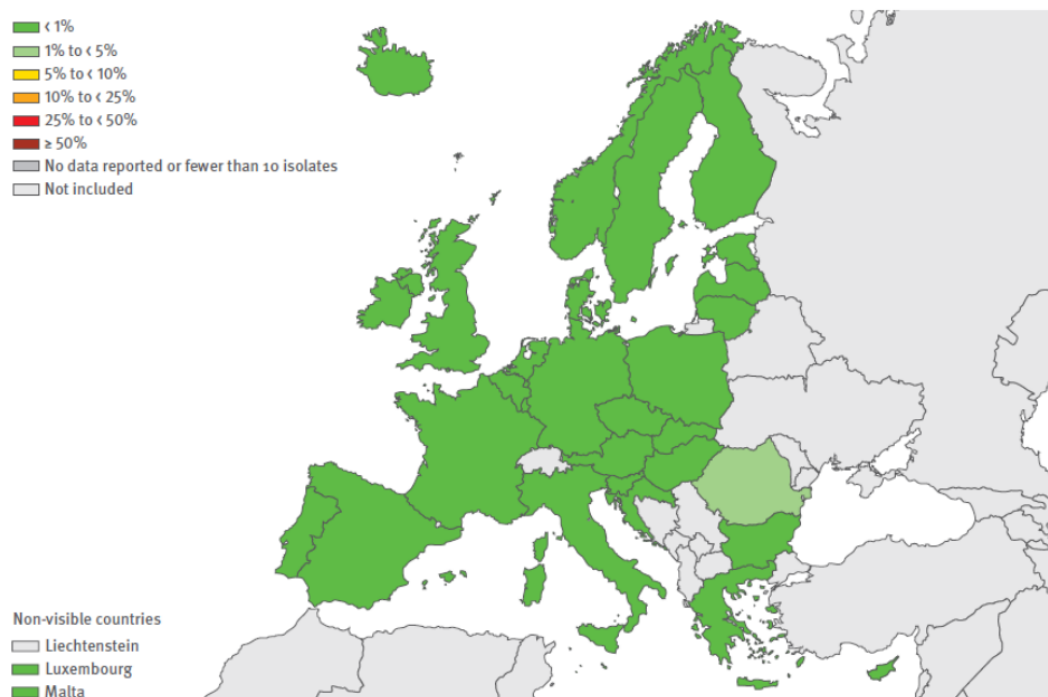 < 1%
1% to < 5%
5% to < 10%
10% to < 25%
25% to < 50%
≥ 50%
No data reported or fewer than 10 isolates
Not included
Non-visible countries
Liechtenstein
Luxembourg
Malta